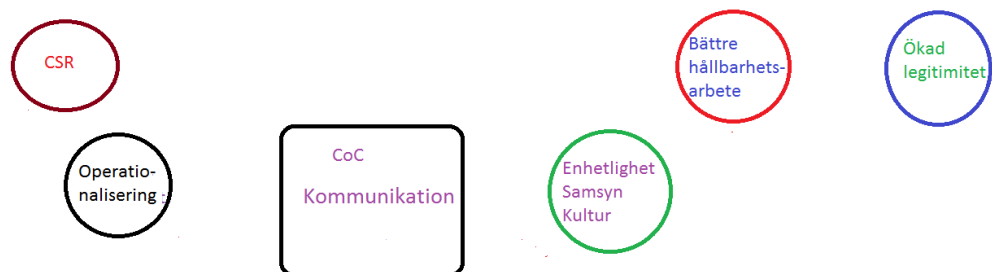 CSR
Operatio-
nalisering
CoC
Kommunikation
Enhetlighet
Samsyn
Kultur
Bättre
hållbarhets-
arbete
Ökad
legitimitet